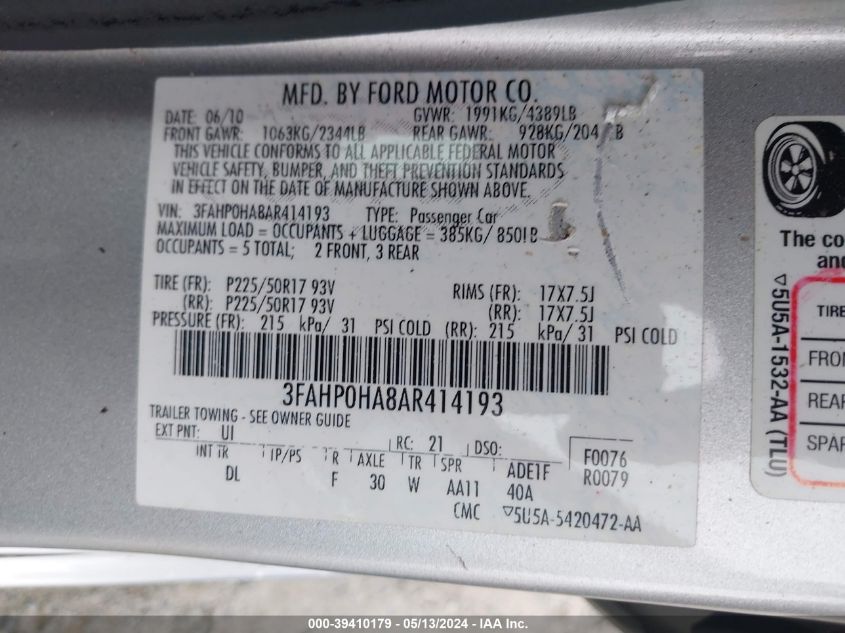 MFD. BY FORD MOTOR CO.
DATE: 06/10 GVWR: 1991KG/4389LB
FRONT GAWR: 1063KG/2344LB REAR GAWR: 928KG/204 LB
THIS VEHICLE CONFORMS TO ALL APPLICABLE FEDERAL MOTOR
VEHICLE SAFETY, BUMPER, AND THEFT PREVENTION STANDARDS
IN EFFECT ON THE DATE OF MANUFACTURE SHOWN ABOVE.
VIN: 3FAHP0HA8AR414193 TYPE: Passenger Car
MAXIMUM LOAD = OCCUPANTS + LUGGAGE = 385KG/ 850LB
OCCUPANTS = 5 TOTAL; 2 FRONT, 3 REAR
TIRE (FR): P225/50R17 93V RIMS (FR): 17X7.5J
(RR): P225/50R17 93V (RR): 17X7.5J
PRESSURE (FR): 215 kPa/ 31 PSI COLD (RR): 215 kPa/ 31 PSI COLD
3FAHP0HA8AR414193
TRAILER TOWING - SEE OWNER GUIDE
EXT PNT: UI RC: 21 DSO: F0076
INT TR TP/PS R AXLE TR SPR ADE1F R0079
DL F 30 W AA11 40A
CMC ▽5U5A-5420472-AA
The co
and
▽5U5A-1532-AA (TLU)
TIRE
FRO
REAR
SPAR
000-39410179 - 05/13/2024 - IAA Inc.